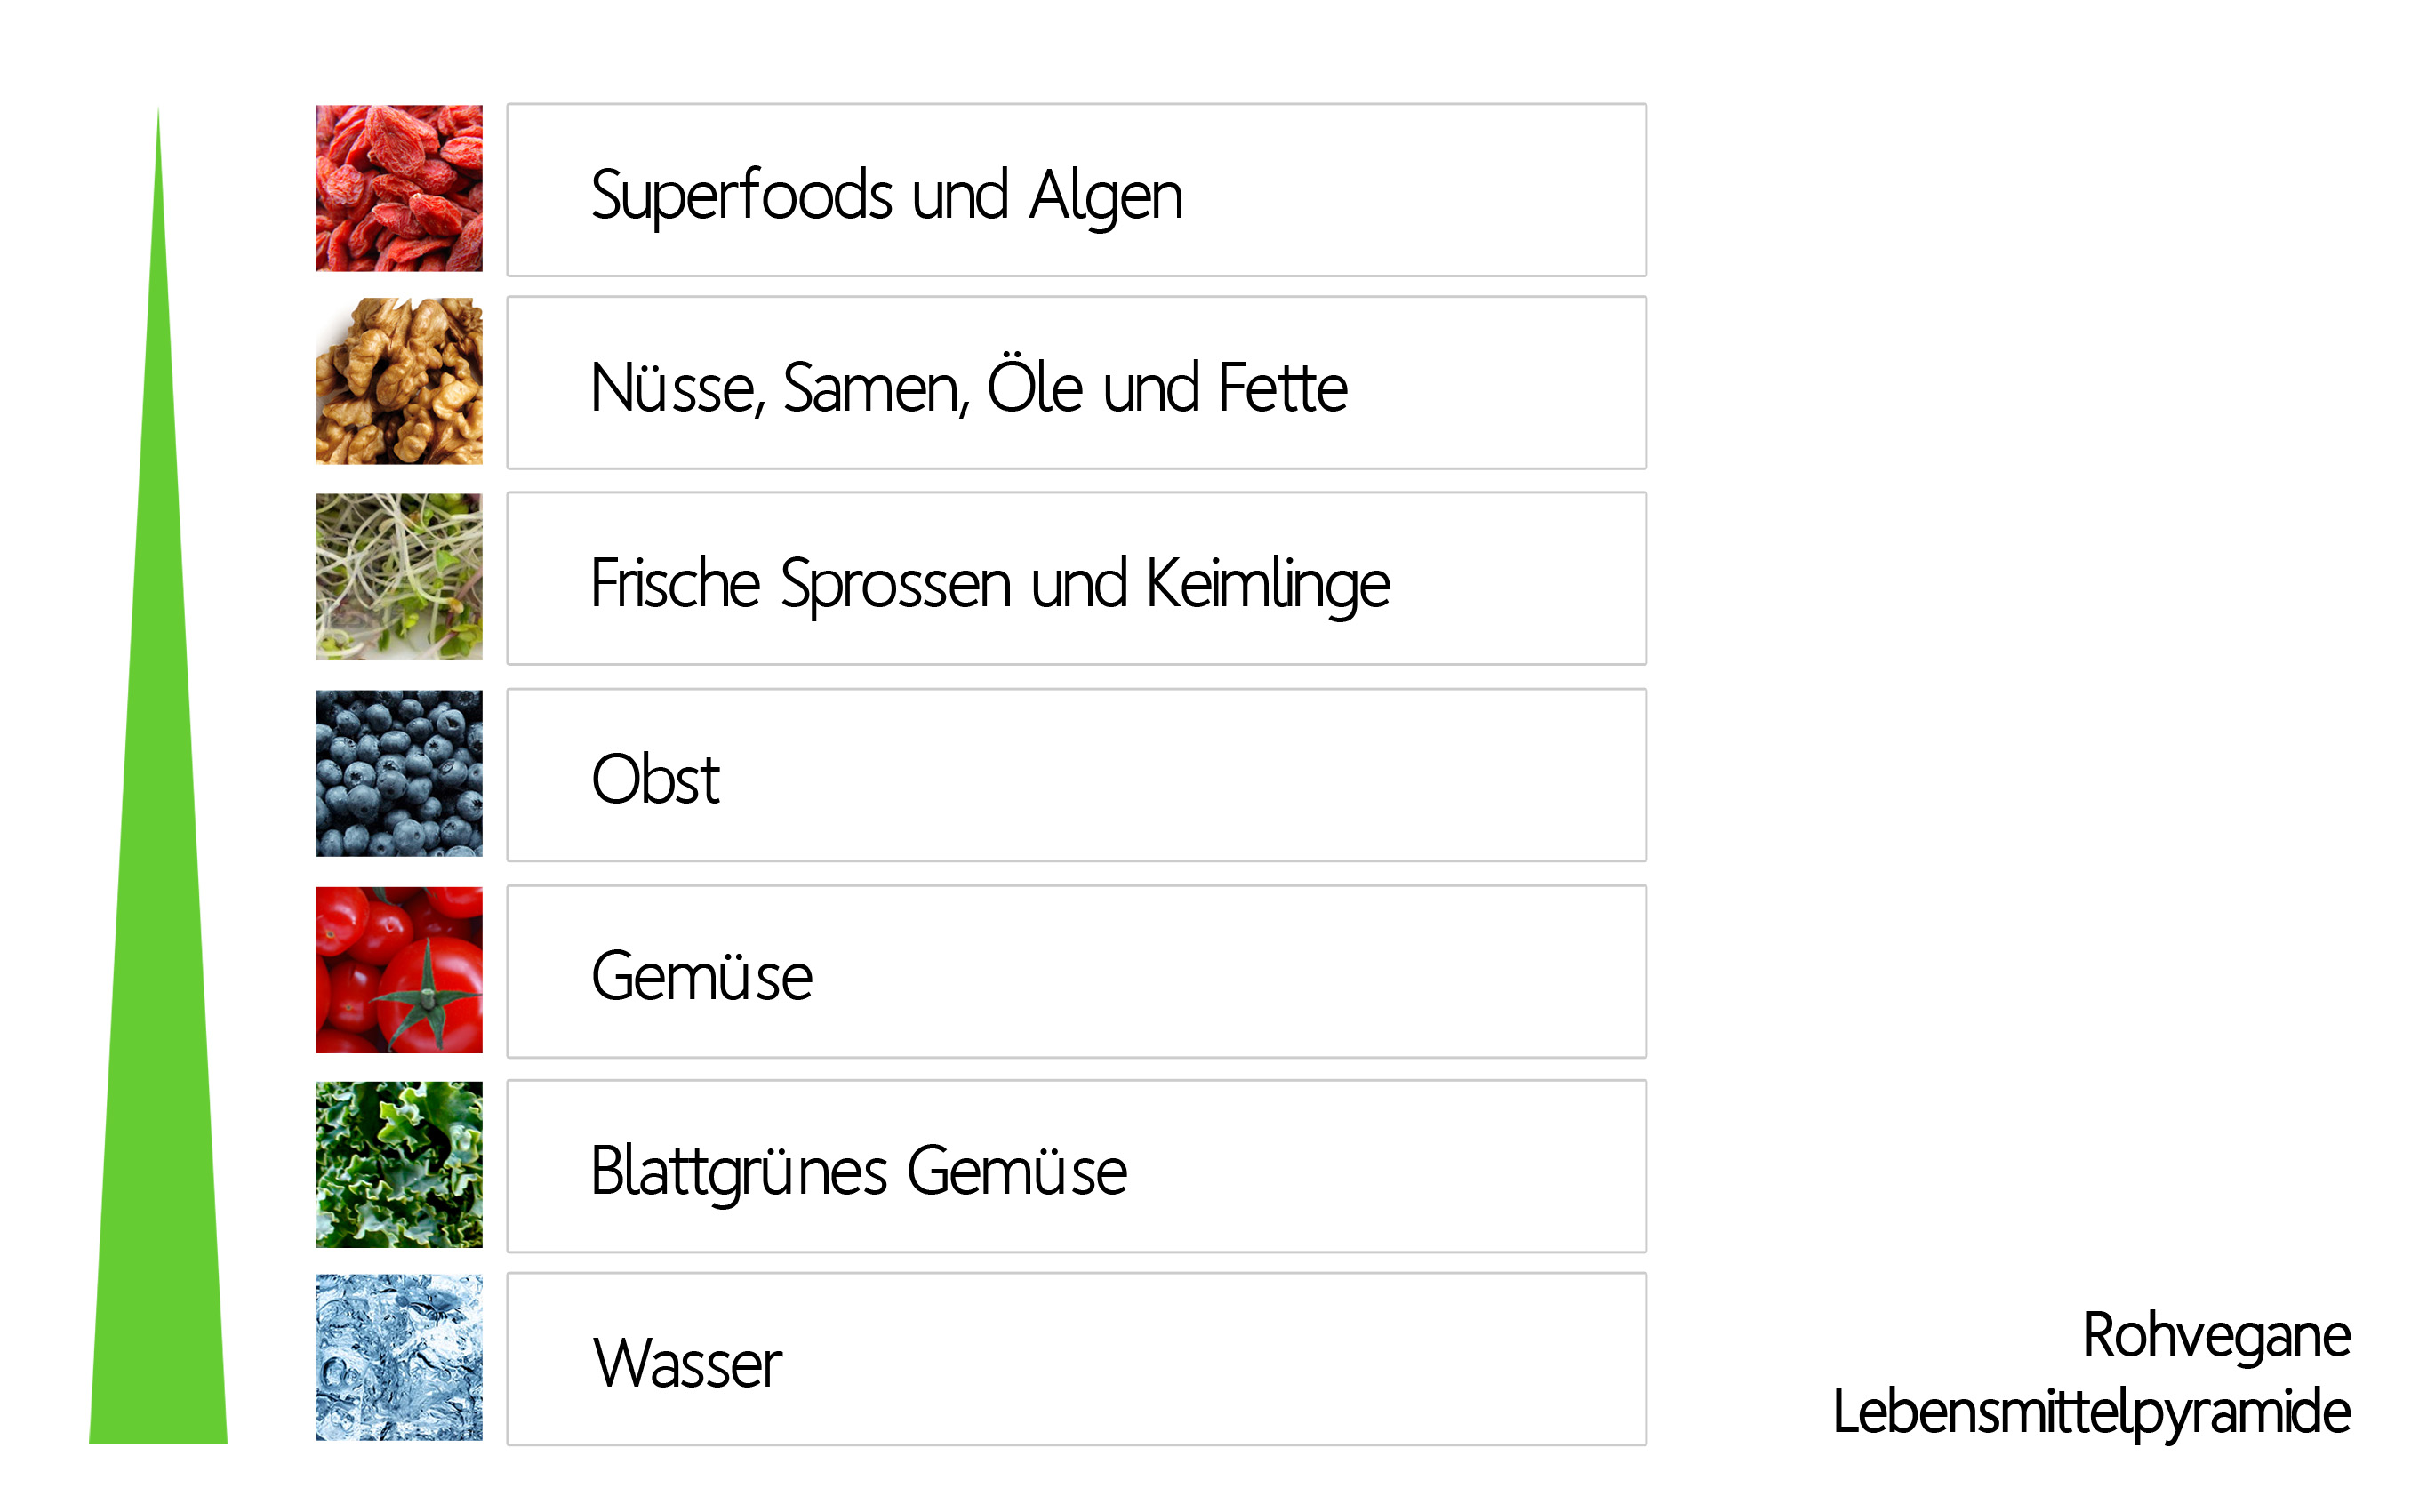 Superfoods und Algen
Nüsse, Samen, Öle und Fette
Frische Sprossen und Keimlinge
Obst
Gemüse
Blattgrünes Gemüse
Wasser
Rohvegane
Lebensmittelpyramide